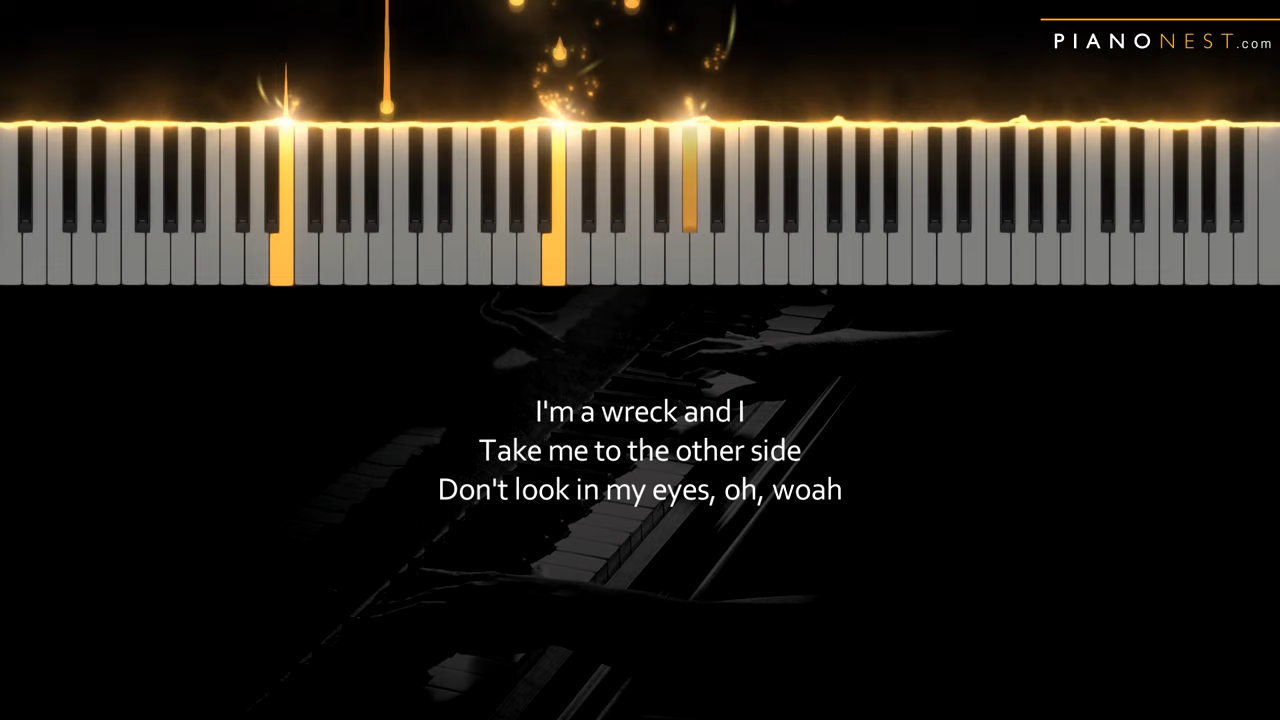 PIANONEST.com
I'm a wreck and I
Take me to the other side
Don't look in my eyes, oh, woah